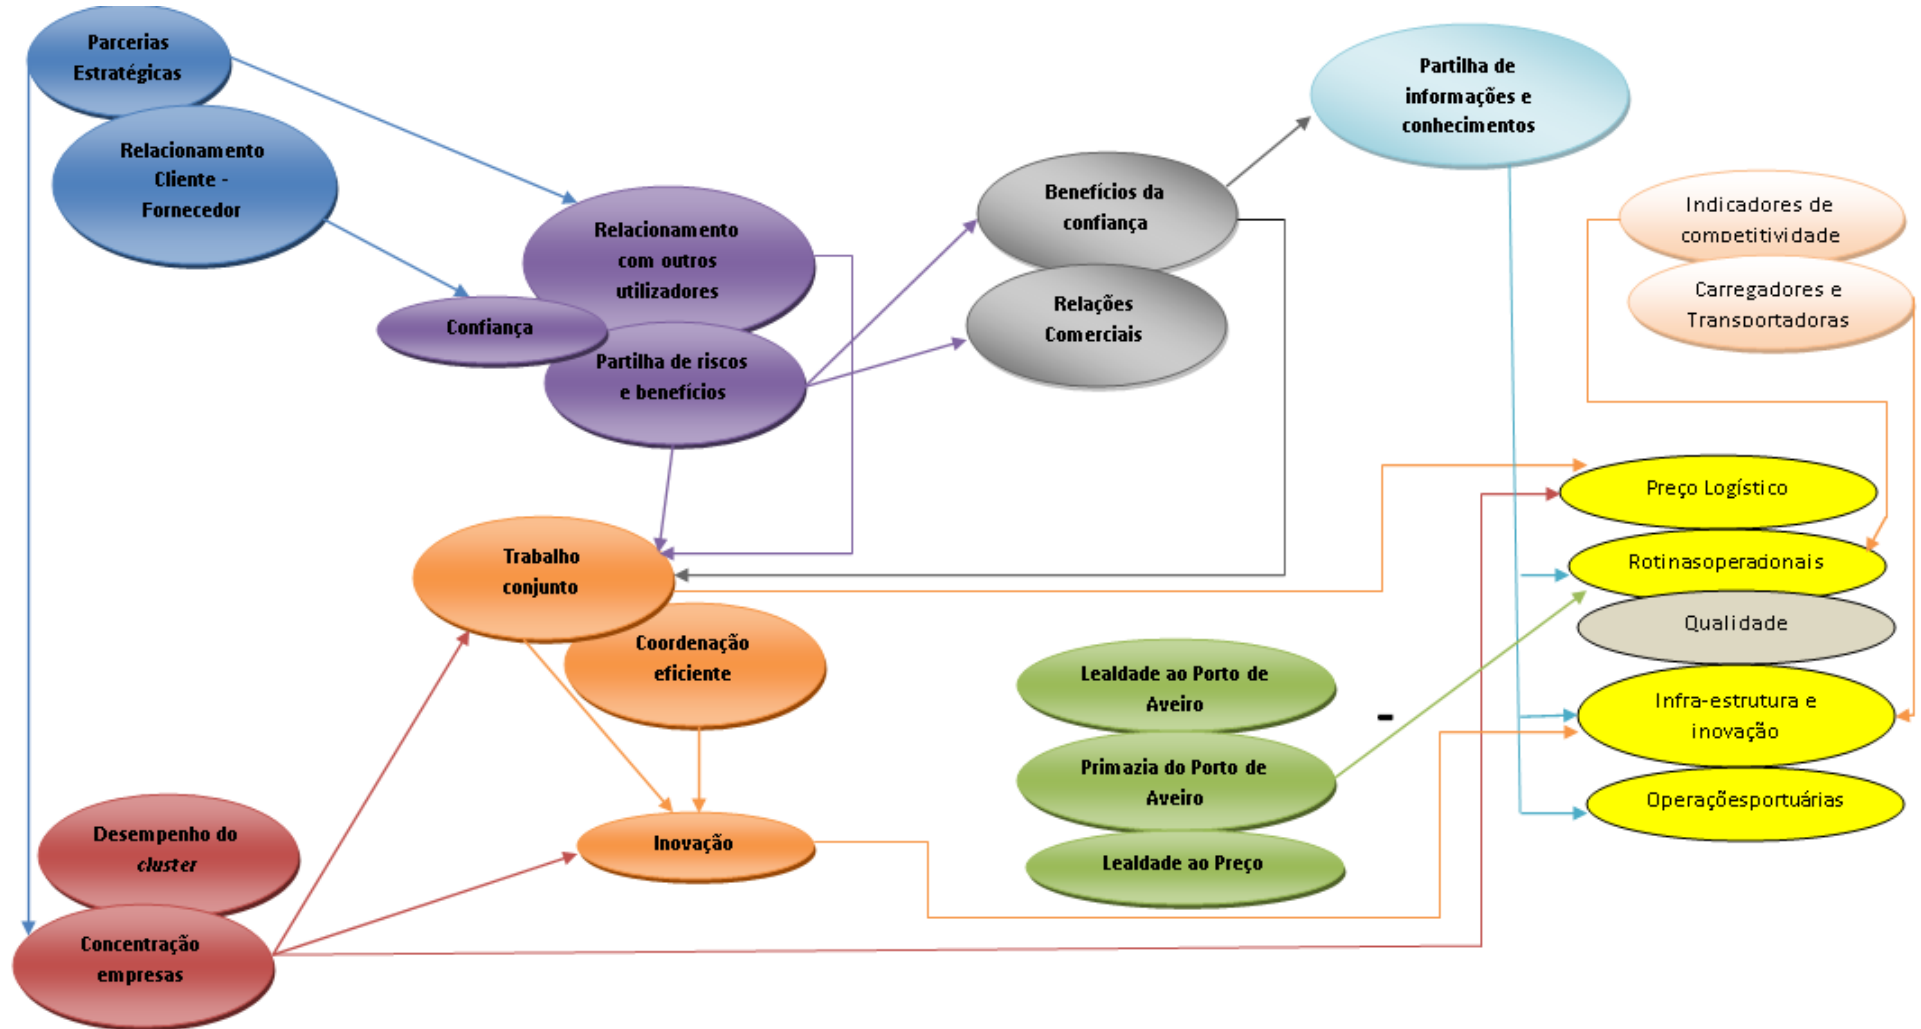 Parcerias
Estratégicas
Relacionamento
Cliente -
Fornecedor
Relacionamento
com outros
utilizadores
Confiança
Partilha de riscos
e benefícios
Benefícios da
confiança
Relações
Comerciais
Partilha de
informações e
conhecimentos
Indicadores de
competitividade
Carregadores e
Transportadoras
Preço Logístico
Rotinasoperacionais
Qualidade
Infra-estrutura e
inovação
Operaçõesportuárias
Trabalho
conjunto
Coordenação
eficiente
Inovação
Lealdade ao Porto de
Aveiro
-
Primazia do Porto de
Aveiro
Lealdade ao Preço
Desempenho do
cluster
Concentração
empresas